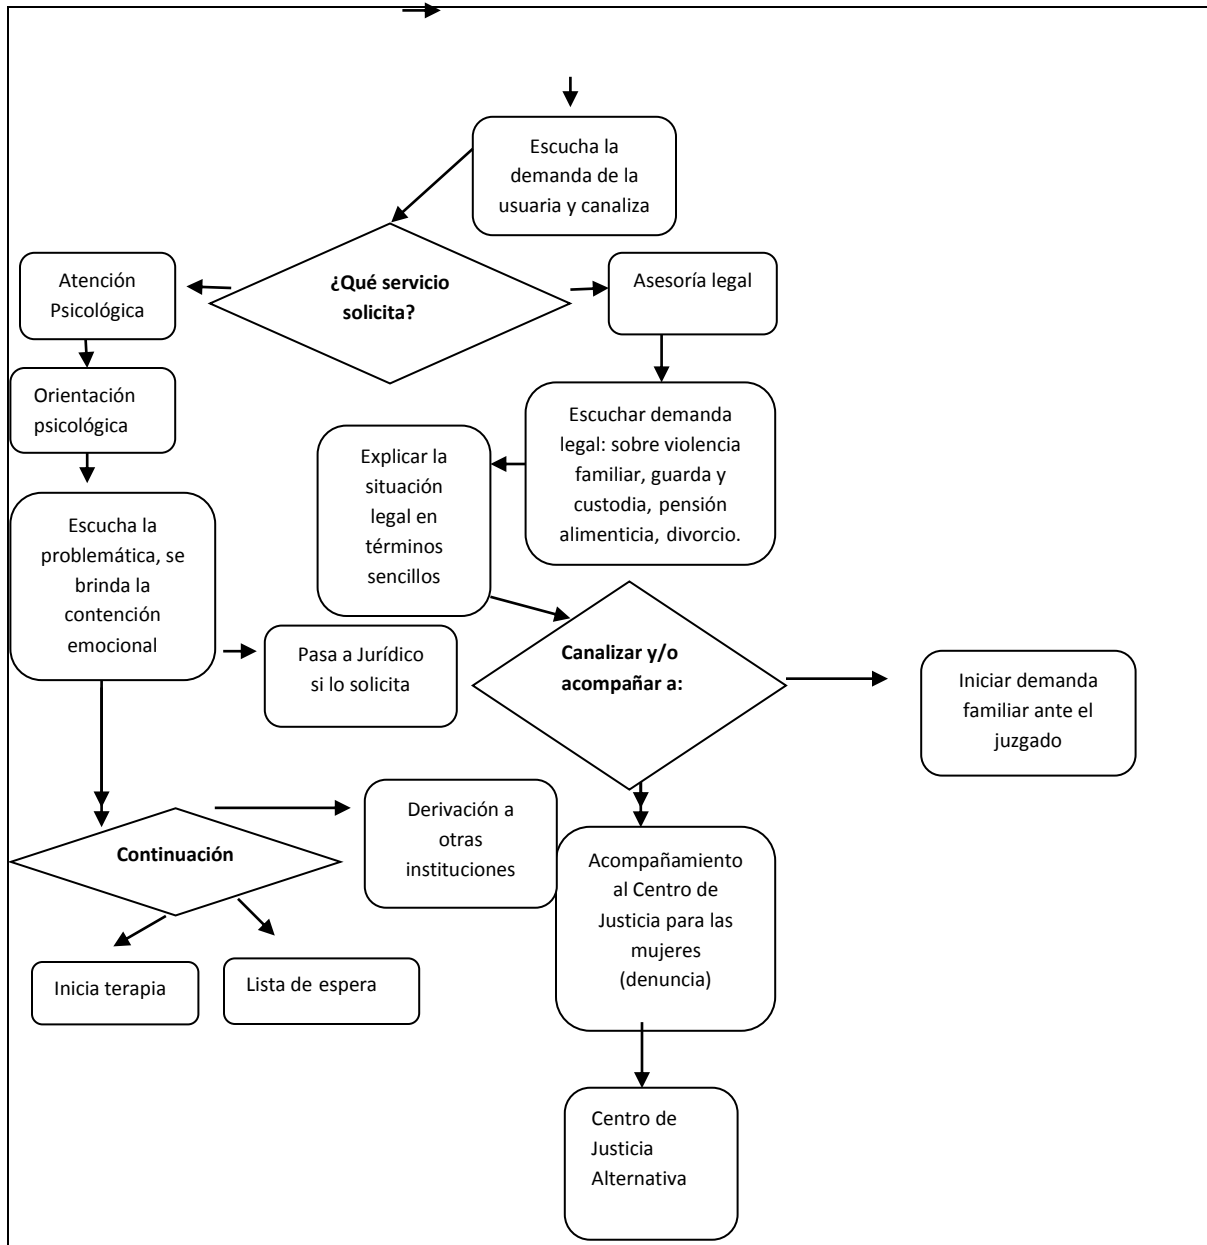 Escucha la
demanda de la
usuaria y canaliza
¿Qué servicio
solicita?
Atención
Psicológica
Asesoría legal
Orientación
psicológica
Escuchar demanda
legal: sobre violencia
familiar, guarda y
custodia, pensión
alimenticia, divorcio.
Explicar la
situación
legal en
términos
sencillos
Escucha la
problemática, se
brinda la
contención
emocional
Pasa a Jurídico
si lo solicita
Canalizar y/o
acompañar a:
Iniciar demanda
familiar ante el
juzgado
Continuación
Derivación a
otras
instituciones
Acompañamiento
al Centro de
Justicia para las
mujeres
(denuncia)
Inicia terapia
Lista de espera
Centro de
Justicia
Alternativa